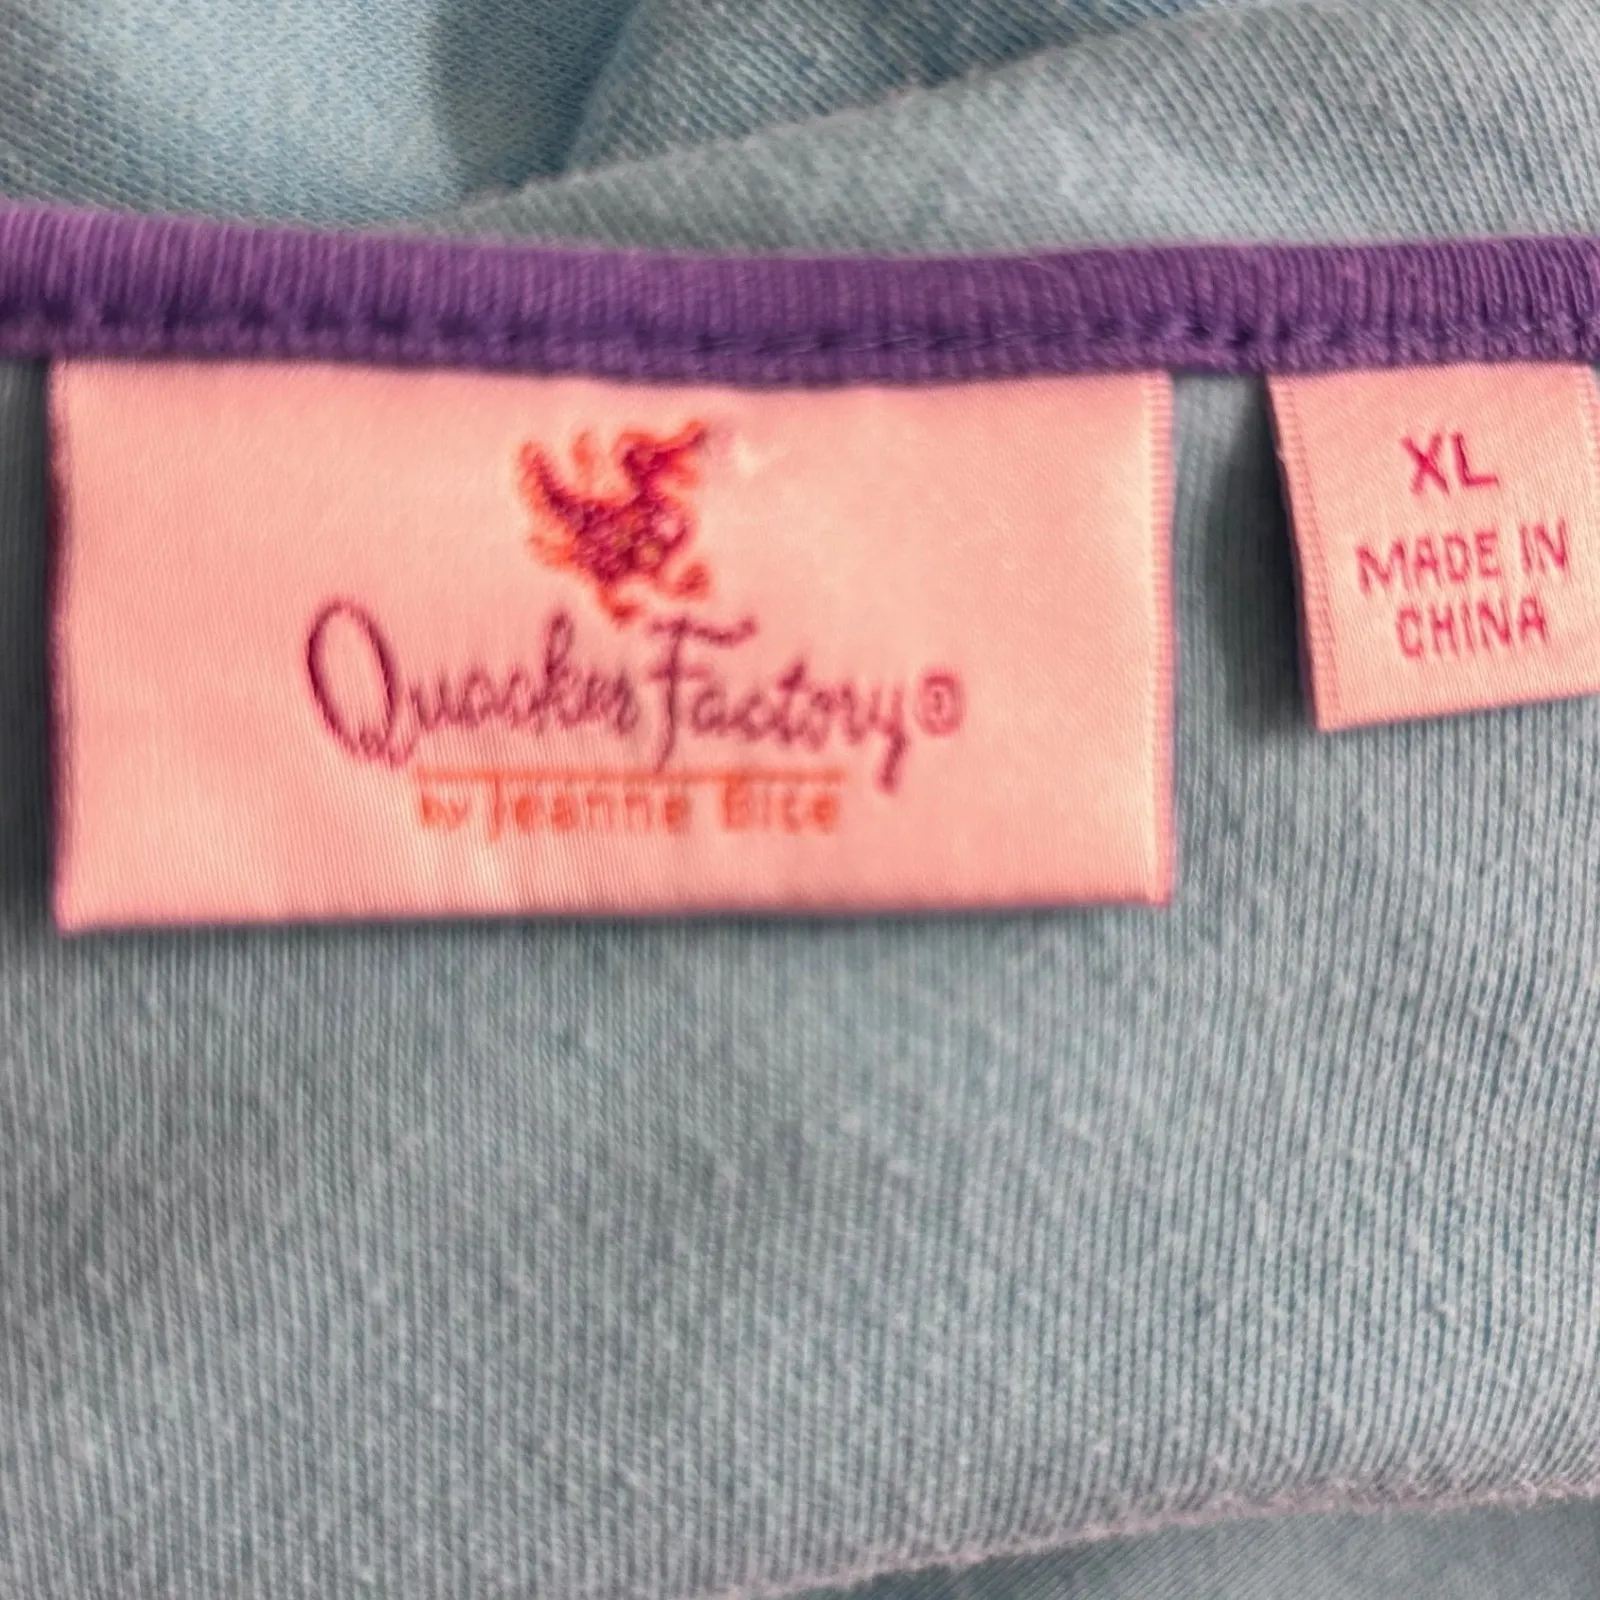 Quacker Factory®
by Jeanne Bice
XL
MADE IN
CHINA